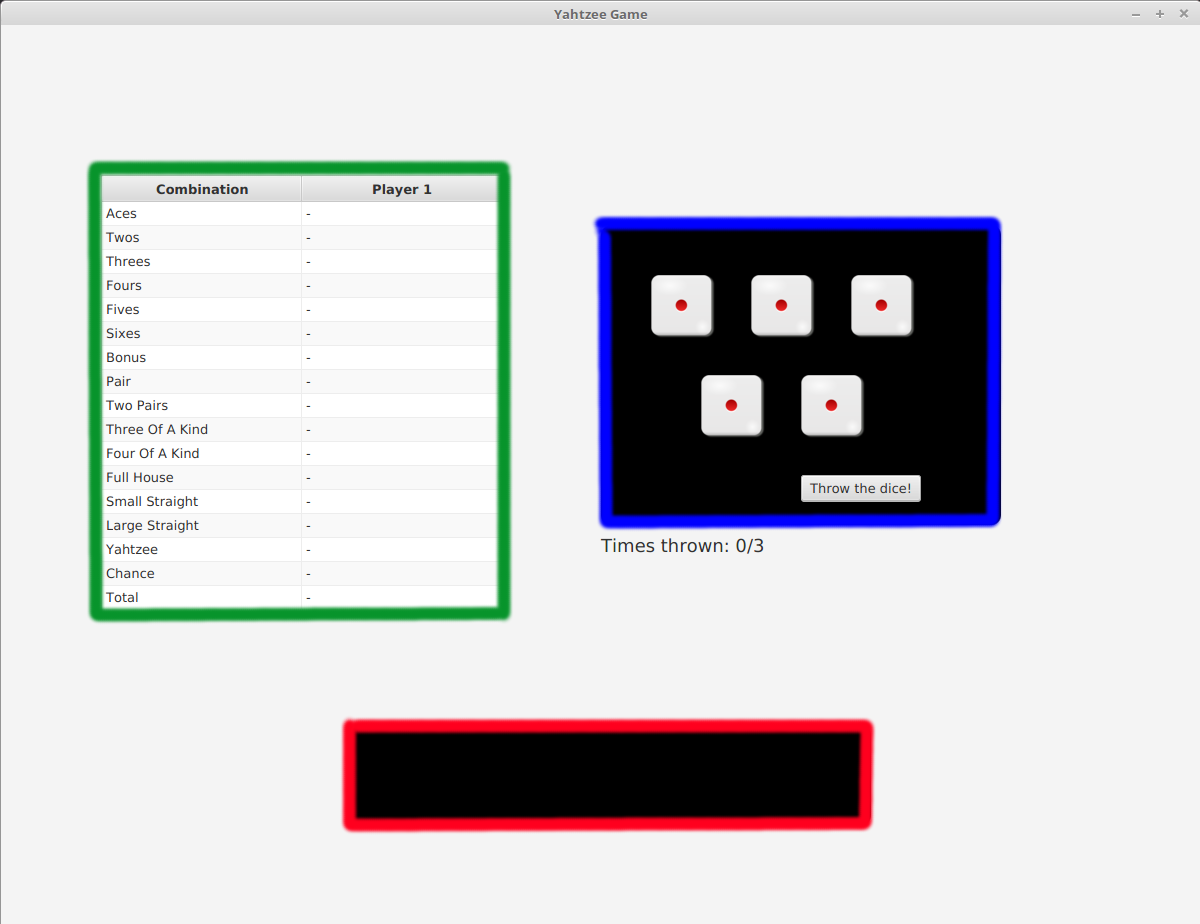 Yahtzee Game
Combination Player 1
Aces -
Twos -
Threes -
Fours -
Fives -
Sixes -
Bonus -
Pair -
Two Pairs -
Three Of A Kind -
Four Of A Kind -
Full House -
Small Straight -
Large Straight -
Yahtzee -
Chance -
Total -
Throw the dice!
Times thrown: 0/3